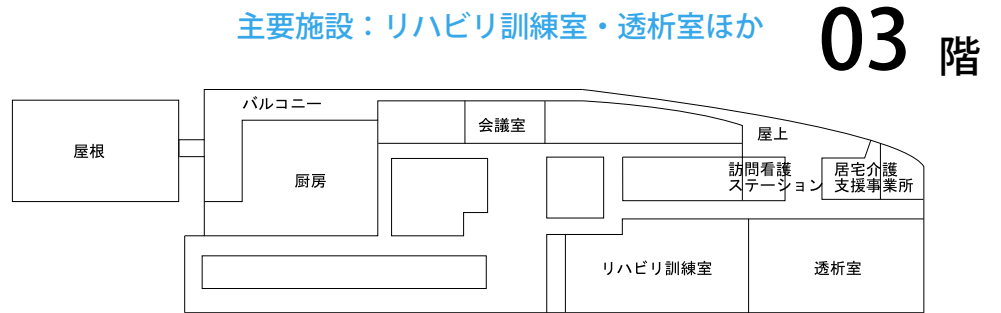 主要施設：リハビリ訓練室・透析室ほか
03 階
バルコニー
会議室
屋上
屋根
厨房
訪問看護
ステーション
居宅介護
支援事業所
リハビリ訓練室
透析室